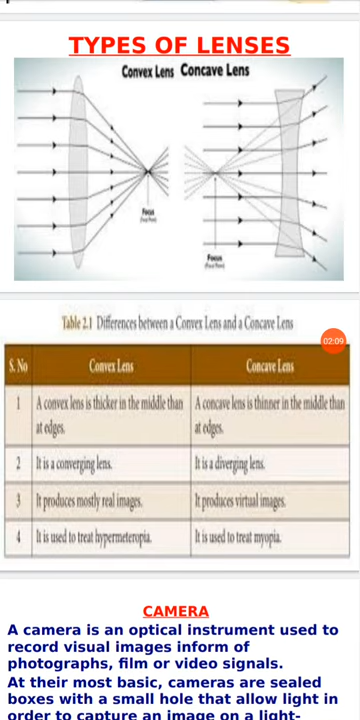 TYPES OF LENSES
Convex Lens Concave Lens
Focus
(Focal Point)
Focus
(Focal Point)
Table 2.1 Differences between a Convex Lens and a Concave Lens
02:09
S. No Convex Lens Concave Lens
1 A convex lens is thicker in the middle than at edges. A concave lens is thinner in the middle than at edges.
2 It is a converging lens. It is a diverging lens.
3 It produces mostly real images. It produces virtual images.
4 It is used to treat hypermeteropia. It is used to treat myopia.
CAMERA
A camera is an optical instrument used to
record visual images inform of
photographs, film or video signals.
At their most basic, cameras are sealed
boxes with a small hole that allow light in
order to capture an image on a light-